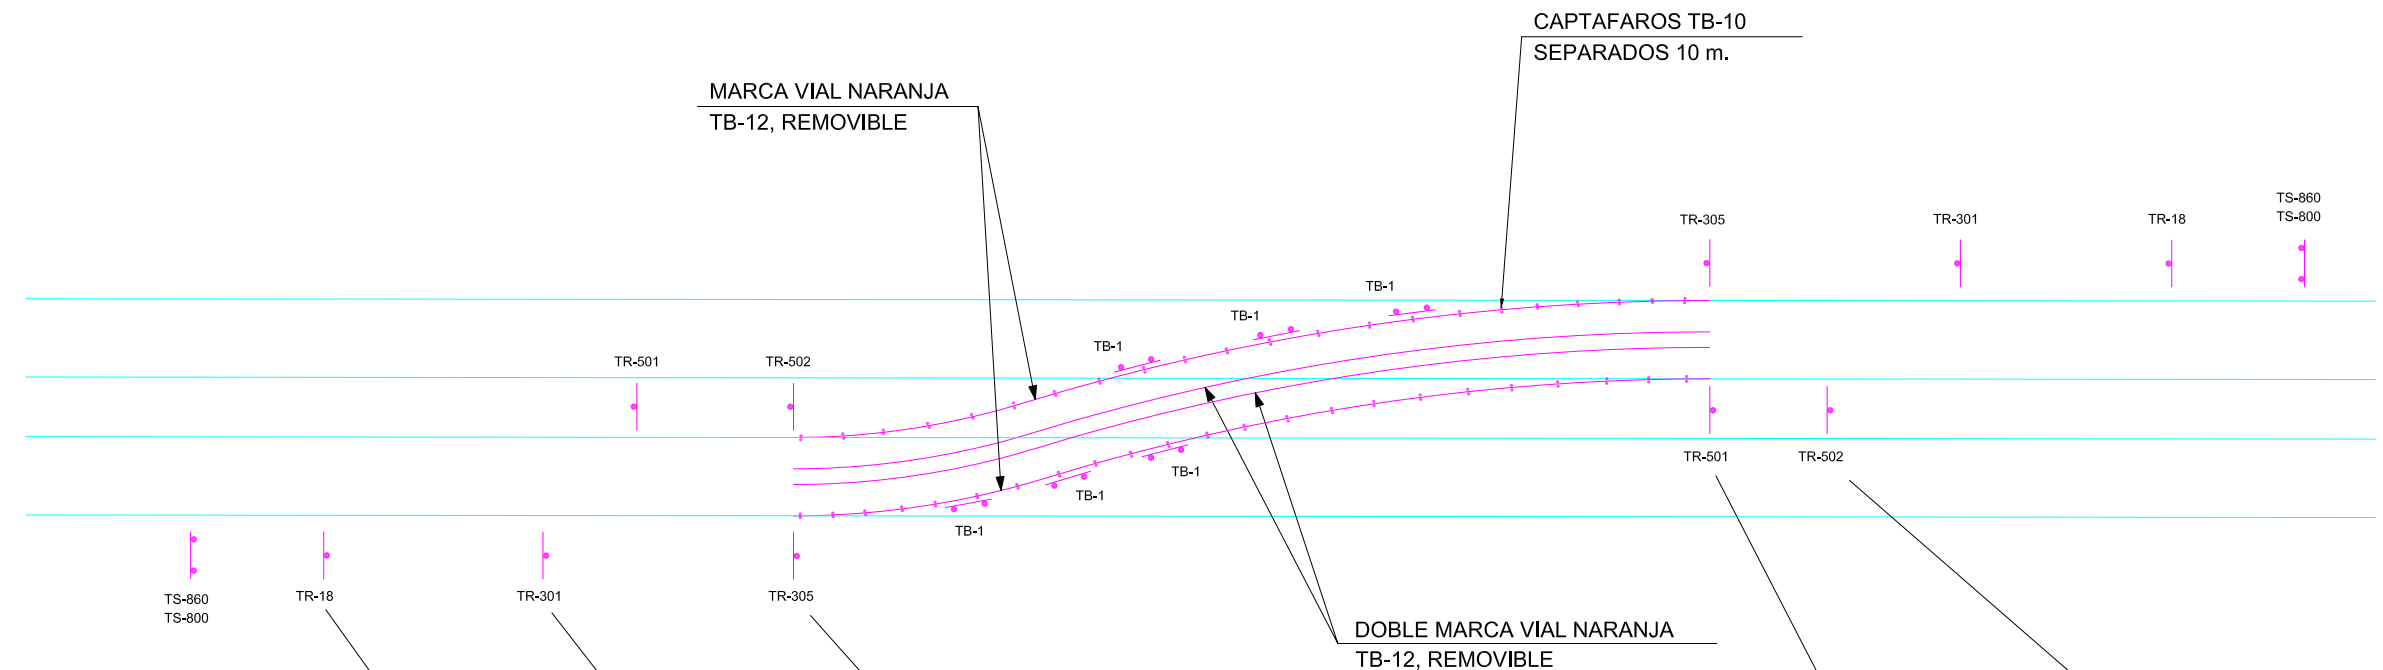 CAPTAFAROS TB-10
SEPARADOS 10 m.
MARCA VIAL NARANJA
TB-12, REMOVIBLE
TS-860
TS-800
TR-305
TR-301
TR-18
TB-1
TB-1
TB-1
TR-501
TR-502
TR-501
TR-502
TB-1
TB-1
TB-1
TS-860
TS-800
TR-18
TR-301
TR-305
DOBLE MARCA VIAL NARANJA
TB-12, REMOVIBLE